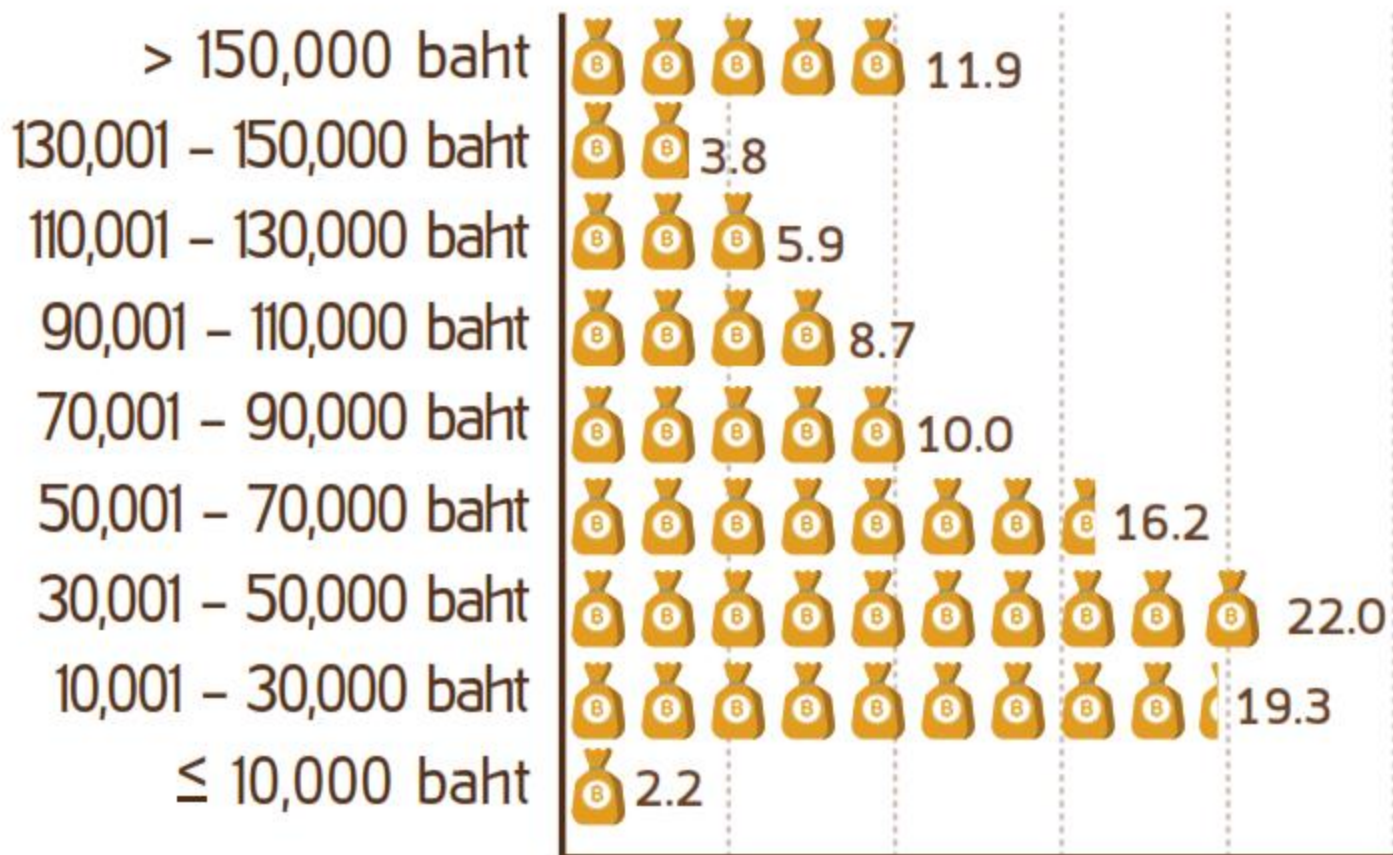 > 150,000 baht 11.9
130,001 – 150,000 baht 3.8
110,001 – 130,000 baht 5.9
90,001 – 110,000 baht 8.7
70,001 – 90,000 baht 10.0
50,001 – 70,000 baht 16.2
30,001 – 50,000 baht 22.0
10,001 – 30,000 baht 19.3
≤ 10,000 baht 2.2